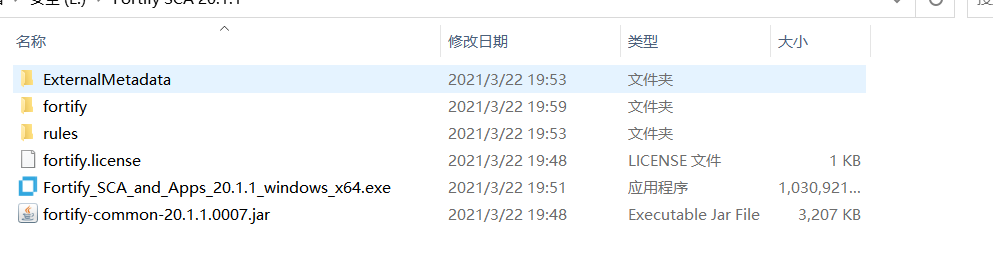 安全 (E:) › Fortify SCA 20.1.1
名称 修改日期 类型 大小
ExternalMetadata 2021/3/22 19:53 文件夹
fortify 2021/3/22 19:59 文件夹
rules 2021/3/22 19:53 文件夹
fortify.license 2021/3/22 19:48 LICENSE 文件 1 KB
Fortify_SCA_and_Apps_20.1.1_windows_x64.exe 2021/3/22 19:51 应用程序 1,030,921...
fortify-common-20.1.1.0007.jar 2021/3/22 19:48 Executable Jar File 3,207 KB